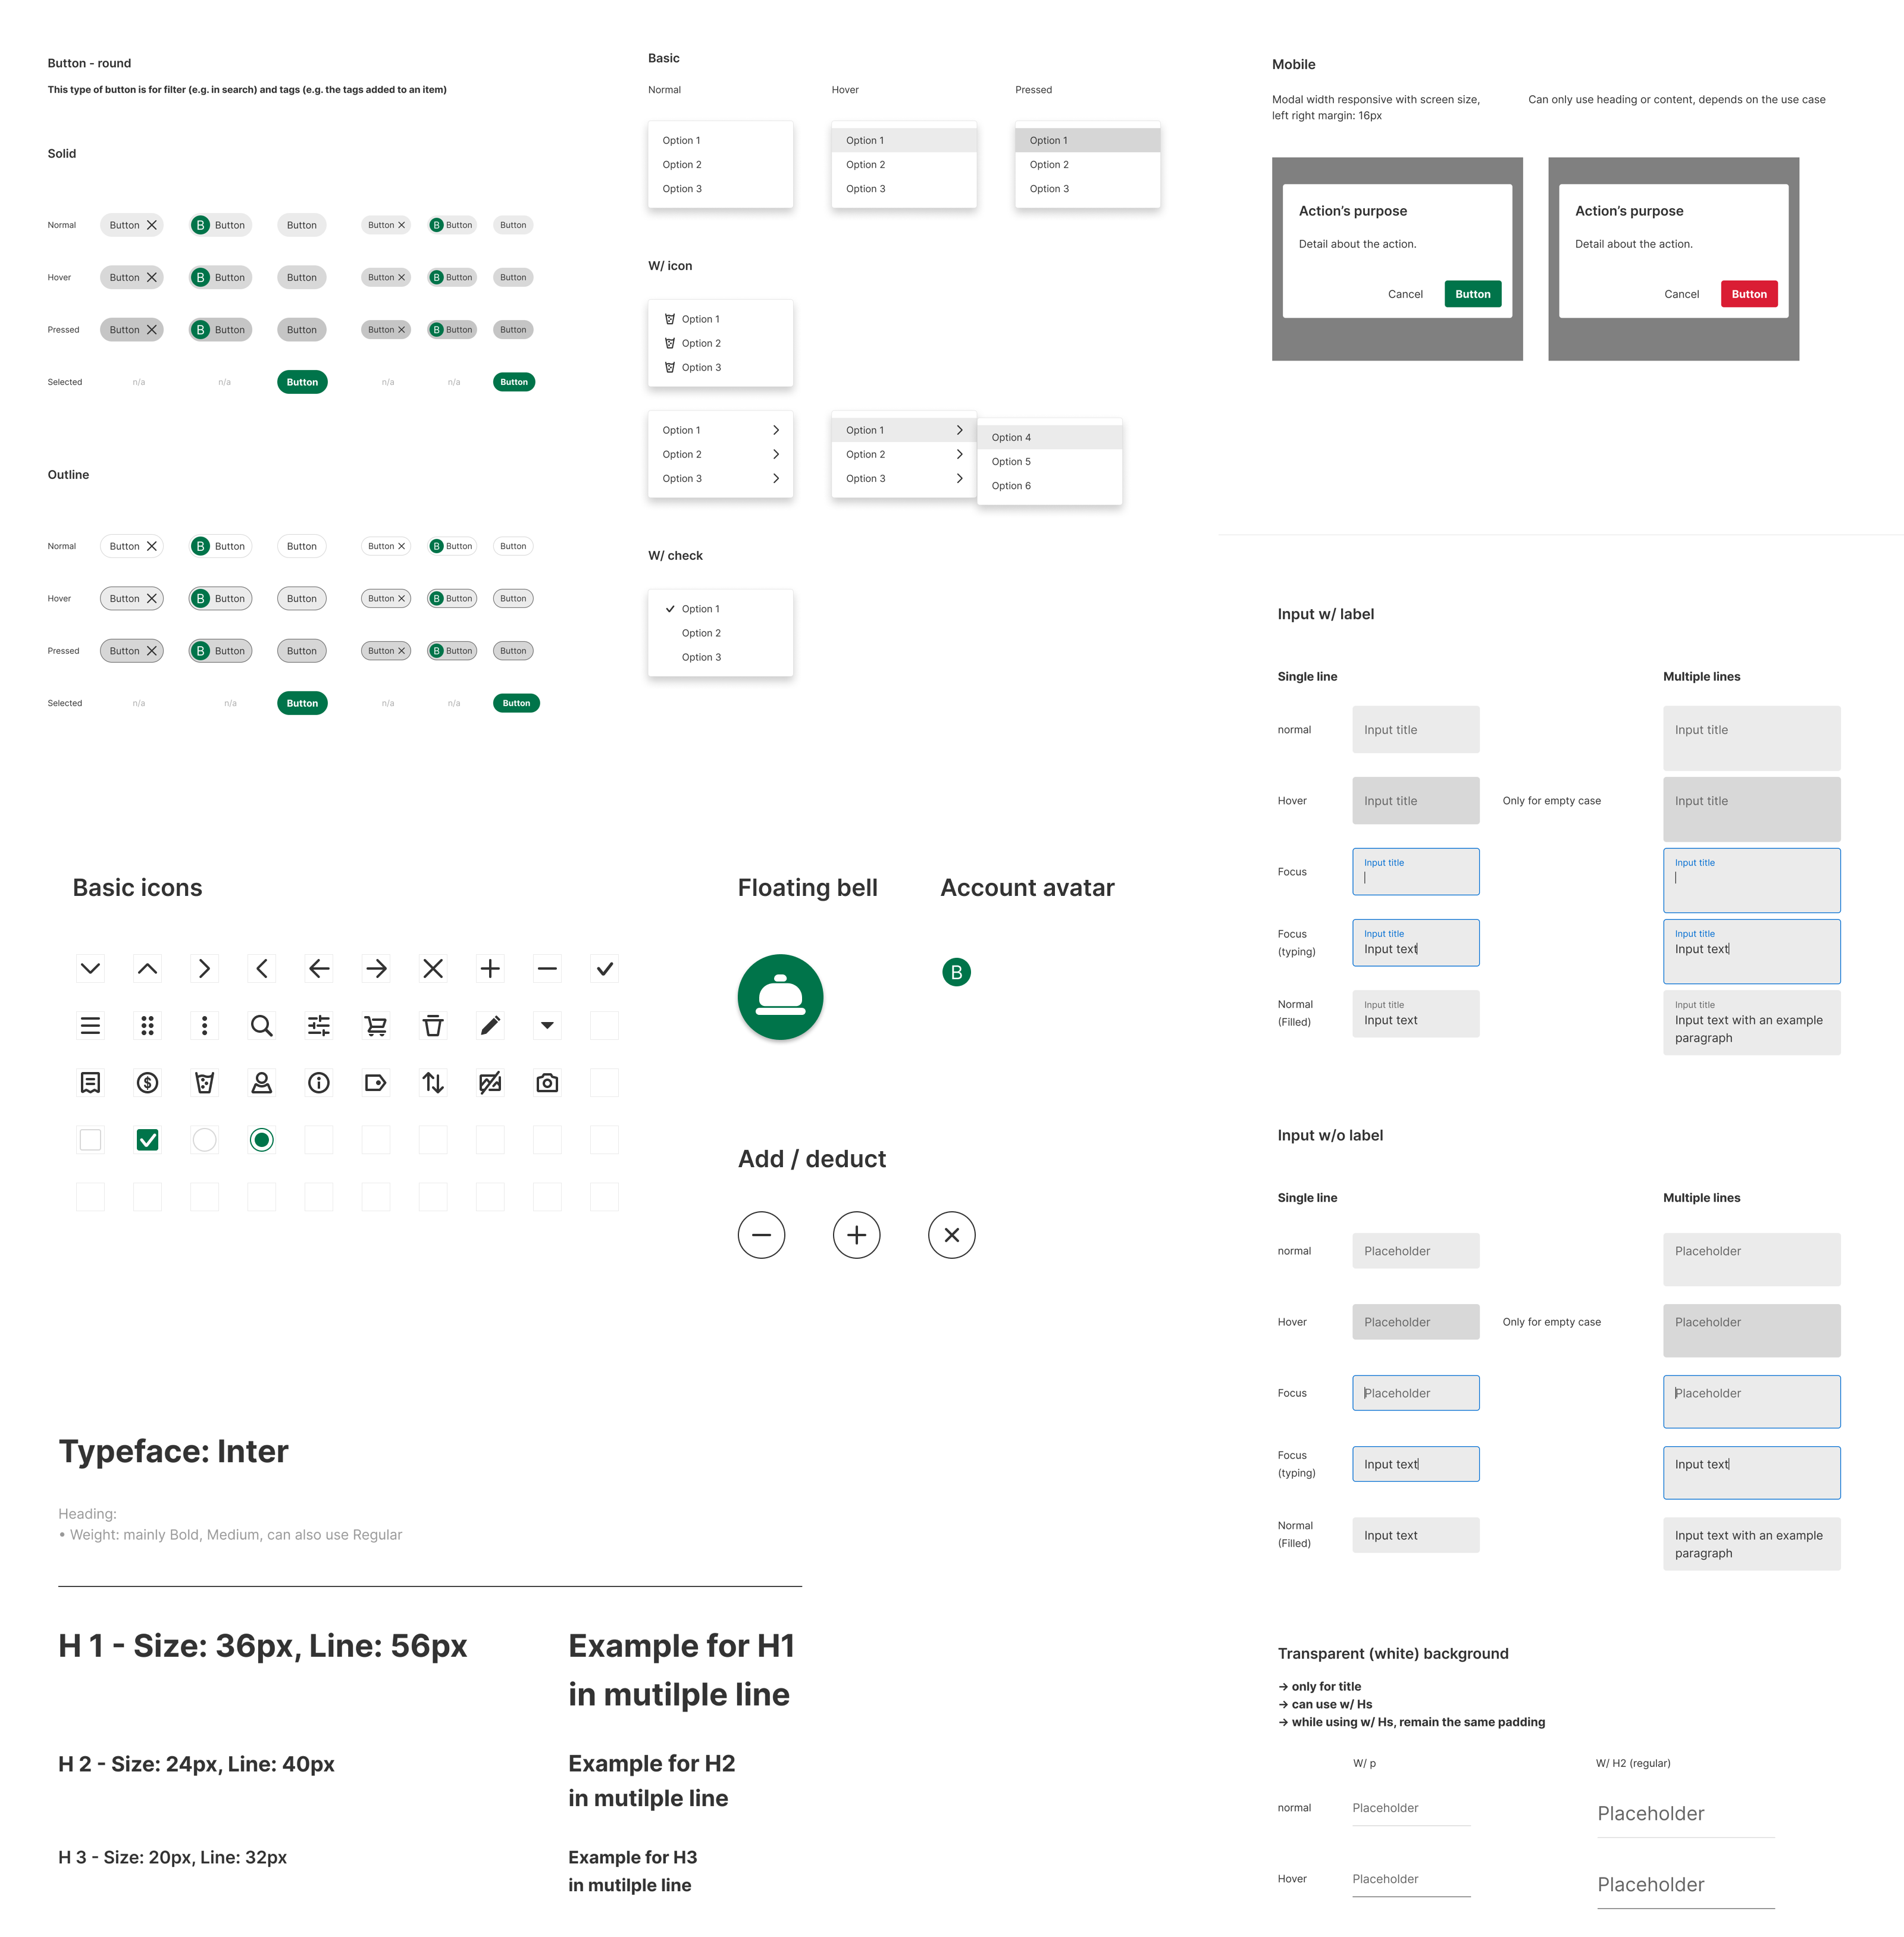 Button - round
This type of button is for filter (e.g. in search) and tags (e.g. the tags added to an item)
Solid
Normal Button B Button Button Button B Button Button
Hover Button B Button Button Button B Button Button
Pressed Button B Button Button Button B Button Button
Selected n/a n/a Button n/a n/a Button
Outline
Normal Button B Button Button Button B Button Button
Hover Button B Button Button Button B Button Button
Pressed Button B Button Button Button B Button Button
Selected n/a n/a Button n/a n/a Button
Basic
Normal Hover Pressed
Option 1 Option 1 Option 1
Option 2 Option 2 Option 2
Option 3 Option 3 Option 3
W/ icon
Option 1
Option 2
Option 3
Option 1 Option 1 Option 4
Option 2 Option 2 Option 5
Option 3 Option 3 Option 6
W/ check
Option 1
Option 2
Option 3
Mobile
Modal width responsive with screen size,
left right margin: 16px
Can only use heading or content, depends on the use case
Action's purpose
Detail about the action.
Cancel Button
Action's purpose
Detail about the action.
Cancel Button
Basic icons
Floating bell
Account avatar
B
Add / deduct
Input w/ label
Single line Multiple lines
normal Input title Input title
Hover Input title Only for empty case Input title
Focus Input title Input title
Focus
(typing)
Input title
Input text
Input title
Input text
Normal
(Filled)
Input title
Input text
Input title
Input text with an example
paragraph
Input w/o label
Single line Multiple lines
normal Placeholder Placeholder
Hover Placeholder Only for empty case Placeholder
Focus Placeholder Placeholder
Focus
(typing)
Input text Input text
Normal
(Filled)
Input text
Input text with an example
paragraph
Transparent (white) background
→ only for title
→ can use w/ Hs
→ while using w/ Hs, remain the same padding
W/ p W/ H2 (regular)
normal Placeholder Placeholder
Hover Placeholder Placeholder
Typeface: Inter
Heading:
• Weight: mainly Bold, Medium, can also use Regular
H 1 - Size: 36px, Line: 56px
Example for H1
in mutilple line
H 2 - Size: 24px, Line: 40px
Example for H2
in mutilple line
H 3 - Size: 20px, Line: 32px
Example for H3
in mutilple line